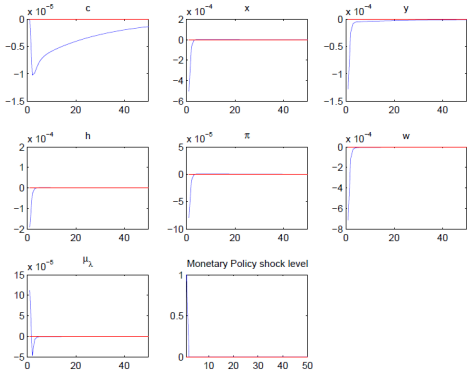 c x y
x 10⁻⁵ x 10⁻⁴ x 10⁻⁴
0 2 0
−0.5 0 −0.5
−1 −2 −1
−4
−1.5 −6 −1.5
0 20 40 0 20 40 0 20 40
h π w
x 10⁻⁴ x 10⁻⁵ x 10⁻⁴
2 5 0
1 −2
0 0 −4
−1 −5 −6
−2 −10 −8
0 20 40 0 20 40 0 20 40
μλ Monetary Policy shock level
x 10⁻⁵
15 1
10
5 0.5
0
−5 0
0 20 40 10 20 30 40 50